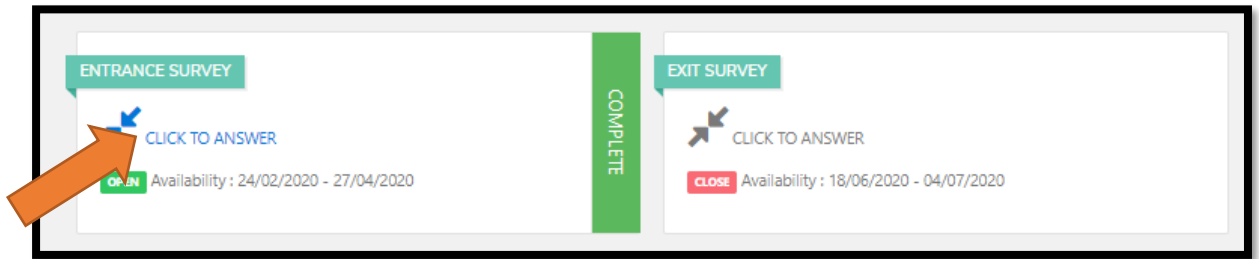 ENTRANCE SURVEY
CLICK TO ANSWER
OPEN Availability : 24/02/2020 - 27/04/2020
COMPLETE
EXIT SURVEY
CLICK TO ANSWER
CLOSE Availability : 18/06/2020 - 04/07/2020